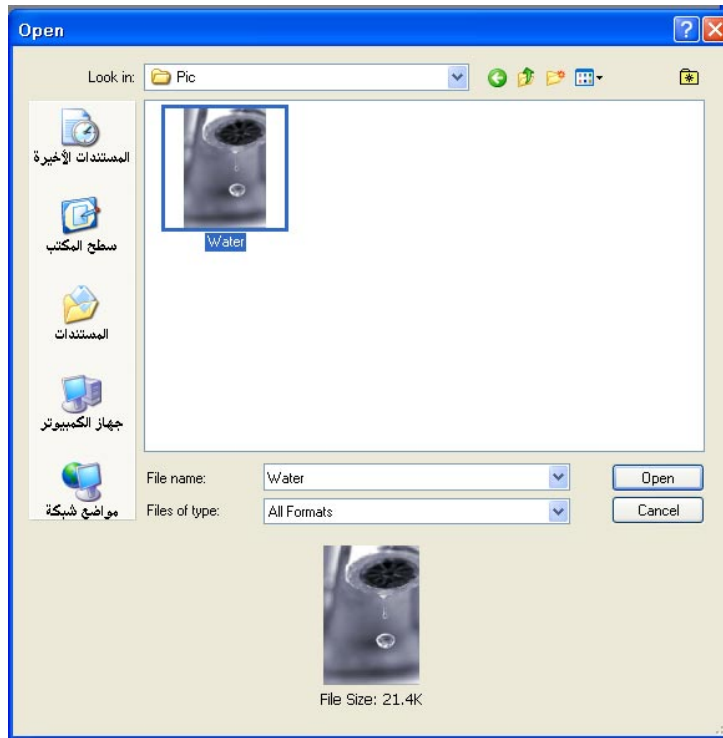 Open
Look in:
Pic
المستندات الأخيرة
سطح المكتب
المستندات
جهاز الكمبيوتر
مواضع شبكة
Water
File name:
Water
Open
Files of type:
All Formats
Cancel
File Size: 21.4K